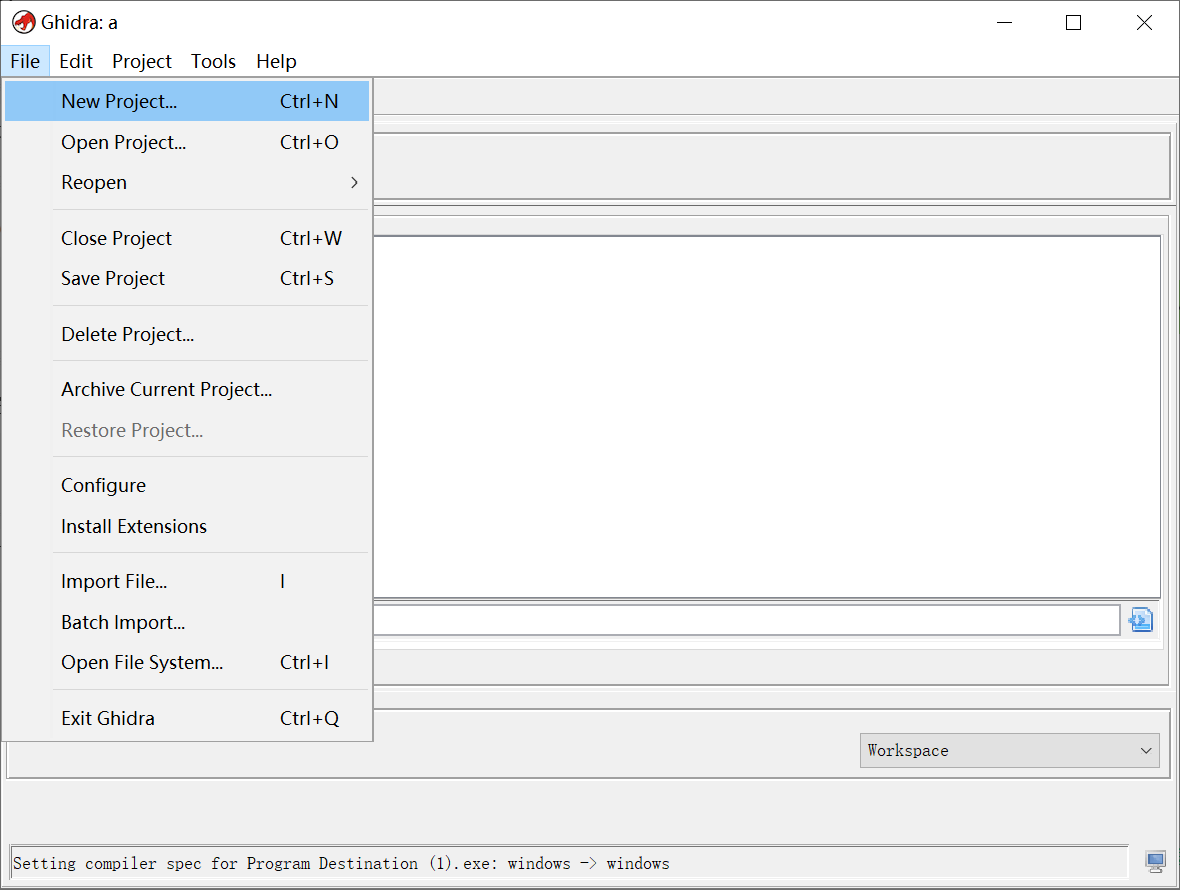 Ghidra: a
File Edit Project Tools Help
New Project... Ctrl+N
Open Project... Ctrl+O
Reopen
Close Project Ctrl+W
Save Project Ctrl+S
Delete Project...
Archive Current Project...
Restore Project...
Configure
Install Extensions
Import File... I
Batch Import...
Open File System... Ctrl+I
Exit Ghidra Ctrl+Q
Workspace
Setting compiler spec for Program Destination (1).exe: windows -> windows